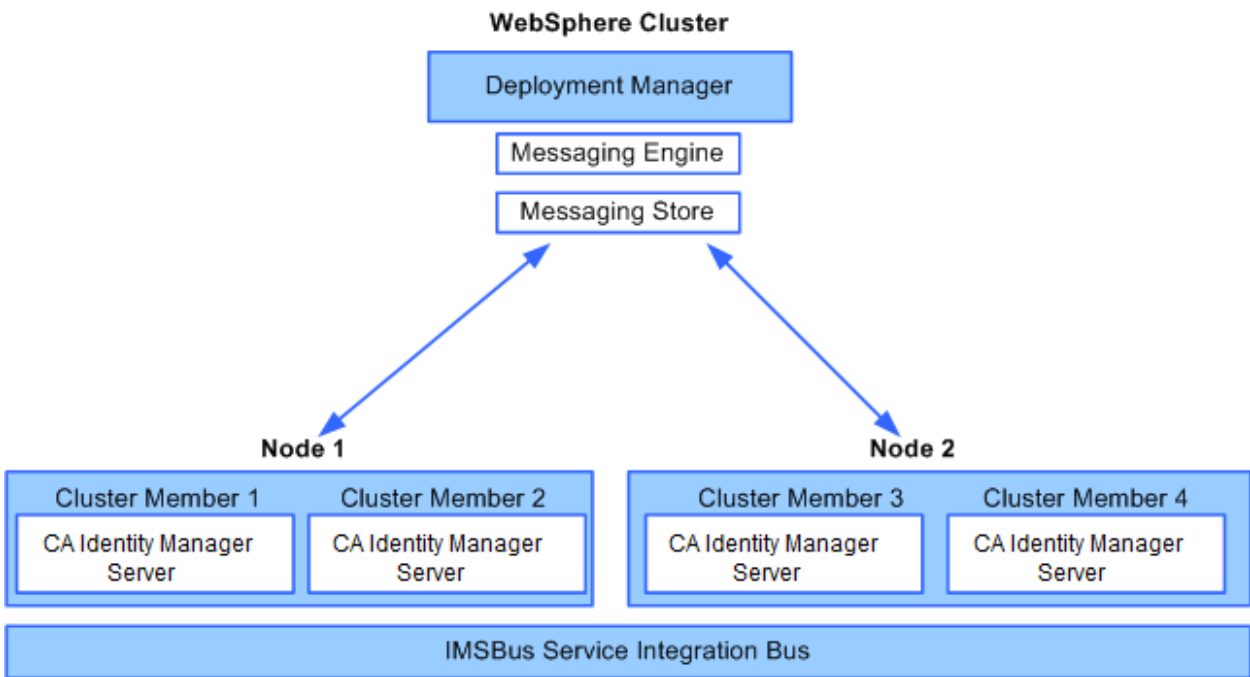 WebSphere Cluster
Deployment Manager
Messaging Engine
Messaging Store
Node 1
Node 2
Cluster Member 1
Cluster Member 2
Cluster Member 3
Cluster Member 4
CA Identity Manager
Server
CA Identity Manager
Server
CA Identity Manager
Server
CA Identity Manager
Server
IMSBus Service Integration Bus